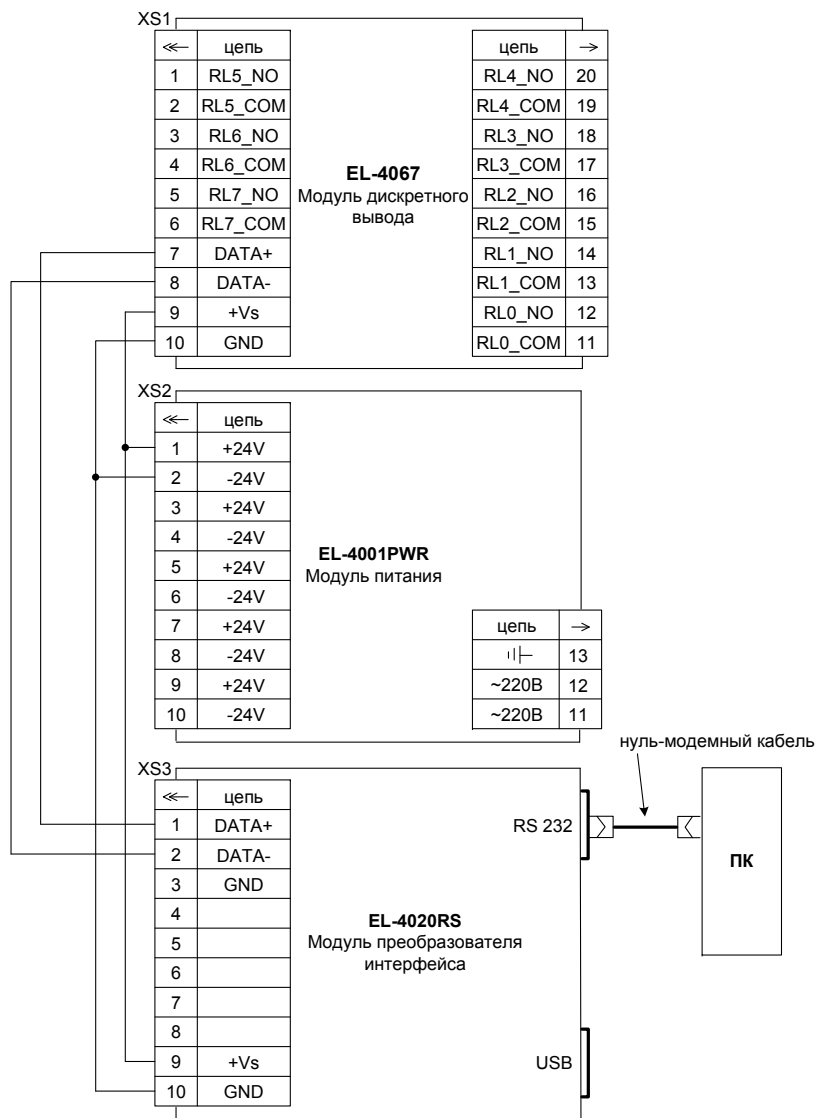 XS1
цепь
1 RL5_NO
2 RL5_COM
3 RL6_NO
4 RL6_COM
5 RL7_NO
6 RL7_COM
7 DATA+
8 DATA-
9 +Vs
10 GND
EL-4067
Модуль дискретного
вывода
цепь
RL4_NO 20
RL4_COM 19
RL3_NO 18
RL3_COM 17
RL2_NO 16
RL2_COM 15
RL1_NO 14
RL1_COM 13
RL0_NO 12
RL0_COM 11
XS2
цепь
1 +24V
2 -24V
3 +24V
4 -24V
5 +24V
6 -24V
7 +24V
8 -24V
9 +24V
10 -24V
EL-4001PWR
Модуль питания
цепь
13
~220В 12
~220В 11
XS3
цепь
1 DATA+
2 DATA-
3 GND
4
5
6
7
8
9 +Vs
10 GND
EL-4020RS
Модуль преобразователя
интерфейса
RS 232
USB
нуль-модемный кабель
ПК